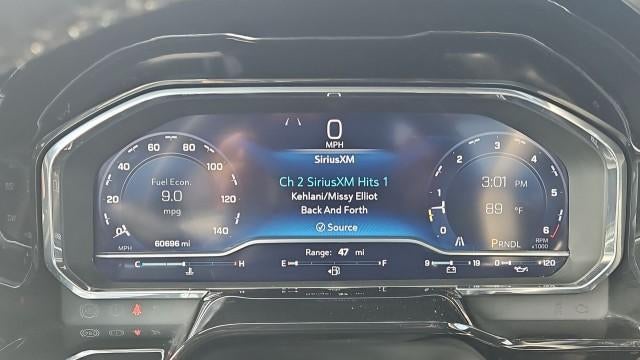 0
MPH
SiriusXM
Ch 2 SiriusXM Hits 1
Kehlani/Missy Elliot
Back And Forth
Source
0 20 40 60 80 100 120 140
MPH
Fuel Econ.
9.0
mpg
60696 mi
0 1 2 3 4 5 6
3:01 PM
89 °F
PRNDL
RPM
x1000
Range: 47 mi
C H
E F
9 19
0 120